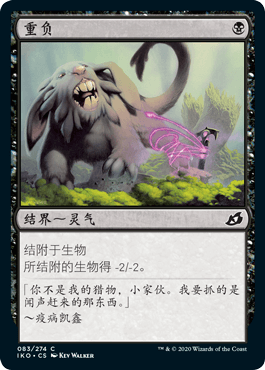 重负
结界～灵气
结附于生物
所结附的生物得 -2/-2。
「你不是我的猎物，小家伙。我要抓的是
闻声赶来的那东西。」
～疫病凯鑫
083/274 C
IKO • CS KEV WALKER
™ & © 2020 Wizards of the Coast